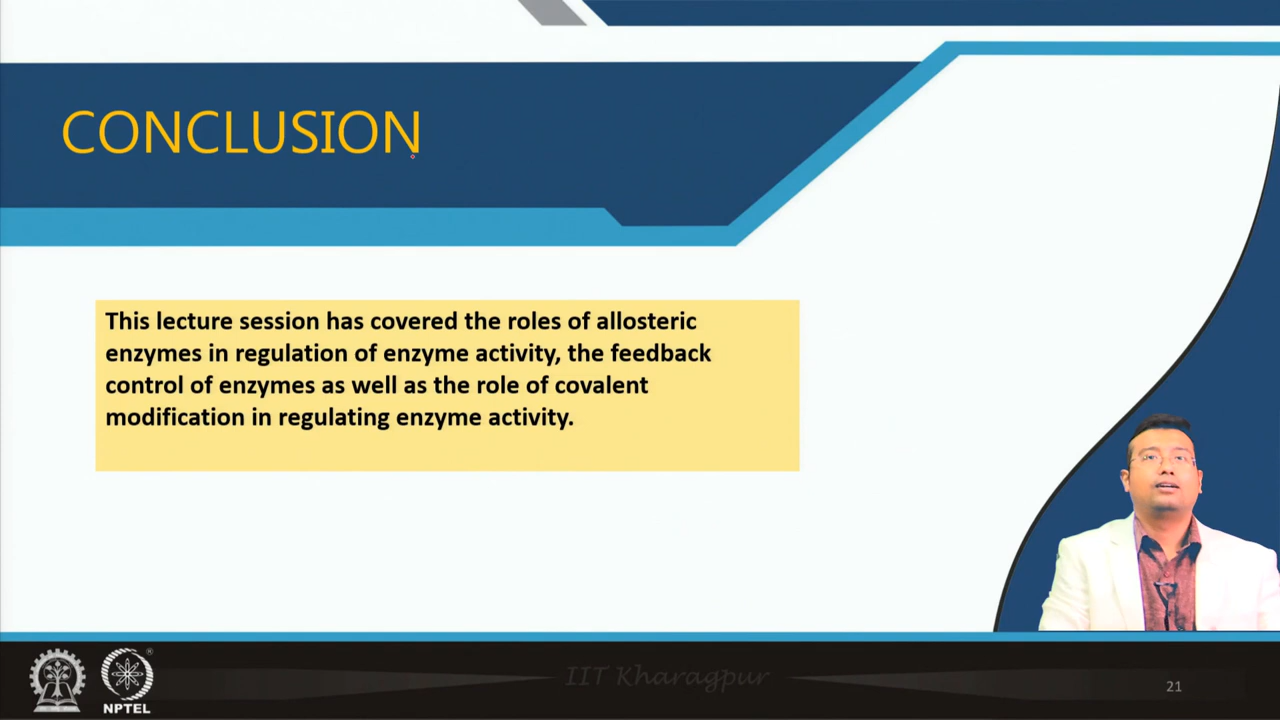 CONCLUSION
This lecture session has covered the roles of allosteric
enzymes in regulation of enzyme activity, the feedback
control of enzymes as well as the role of covalent
modification in regulating enzyme activity.
IIT Kharagpur
NPTEL
®
21